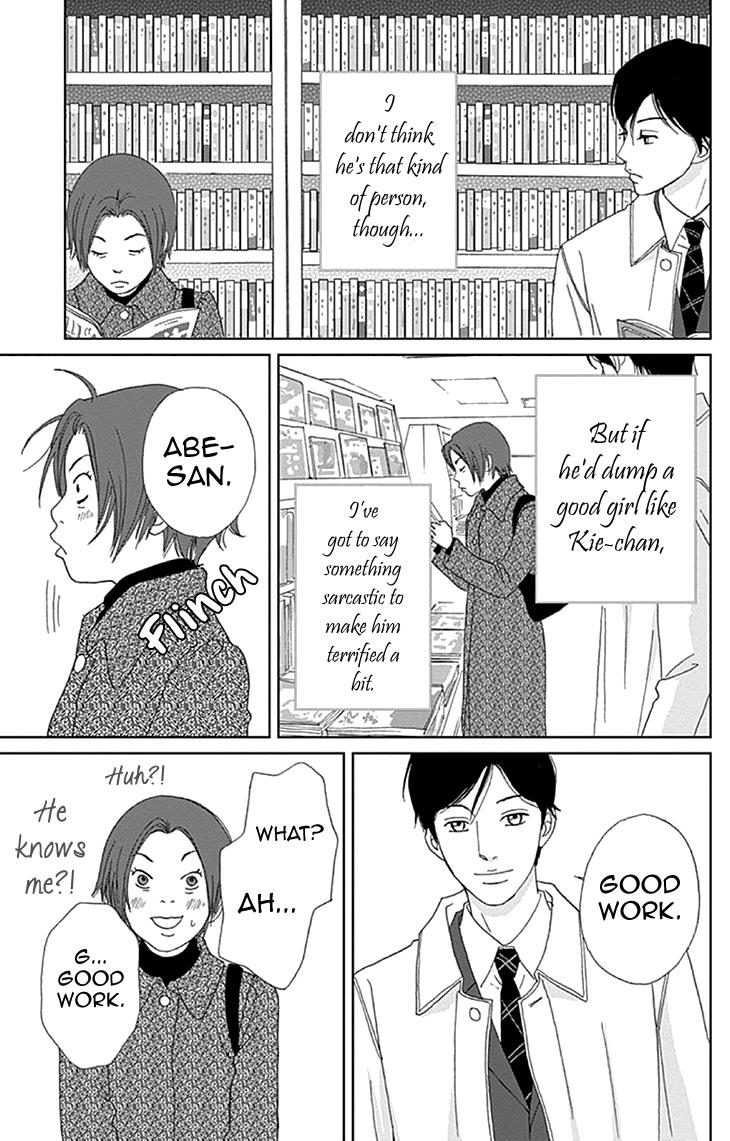 I
don't think
he's that kind
of person,
though...
But if
he'd dump a
good girl like
Kie-chan,
I've
got to say
something
sarcastic to
make him
terrified a
bit.
ABE-
SAN.
Flinch
GOOD
WORK.
WHAT?
AH...
Huh?!
He
knows
me?!
G...
GOOD
WORK.